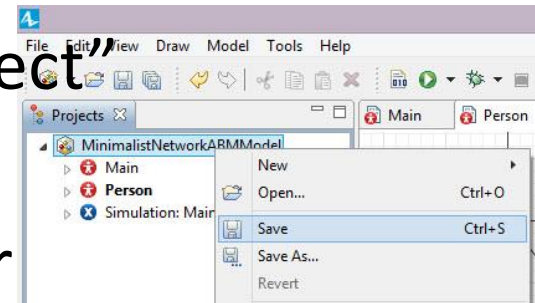 ect”
File Edit View Draw Model Tools Help
Projects
Main
Person
MinimalistNetworkABMModel
Main
Person
Simulation: Main
New
Open... Ctrl+O
Save Ctrl+S
Save As...
Revert
r